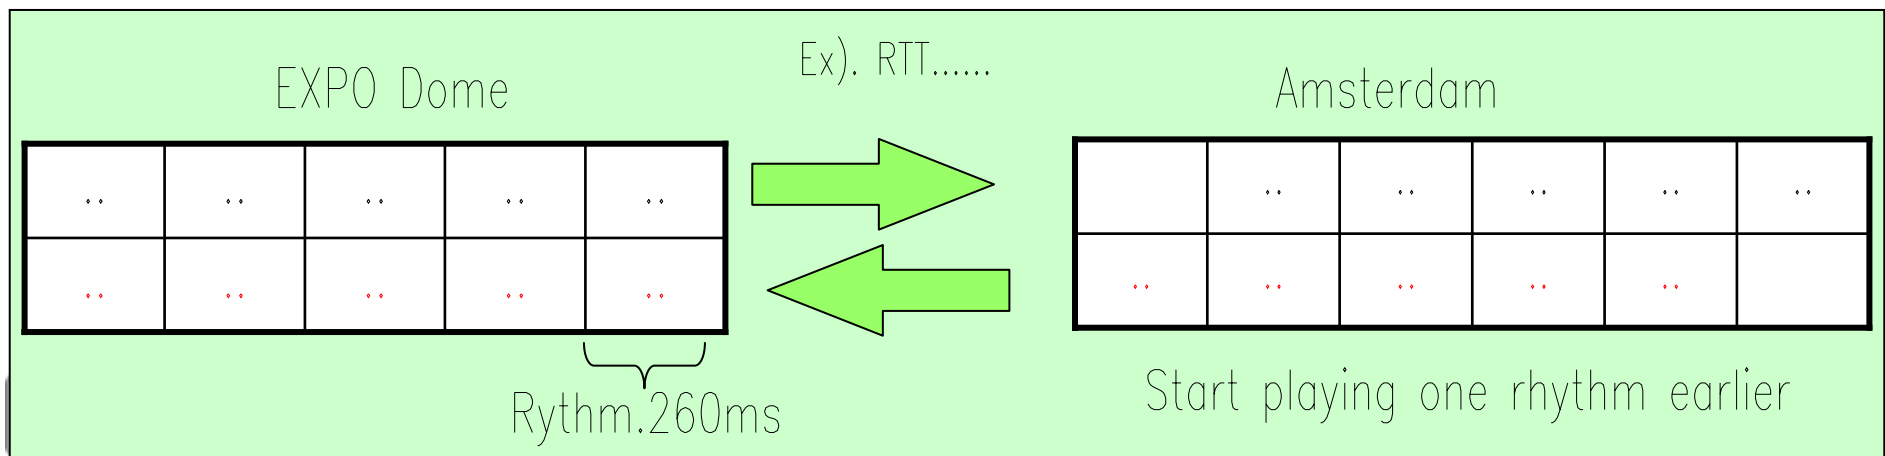 Ex). RTT......
EXPO Dome
Amsterdam
.. .. .. .. ..
.. .. .. .. ..
.. .. .. .. ..
.. .. .. .. ..
Rythm.260ms
Start playing one rhythm earlier